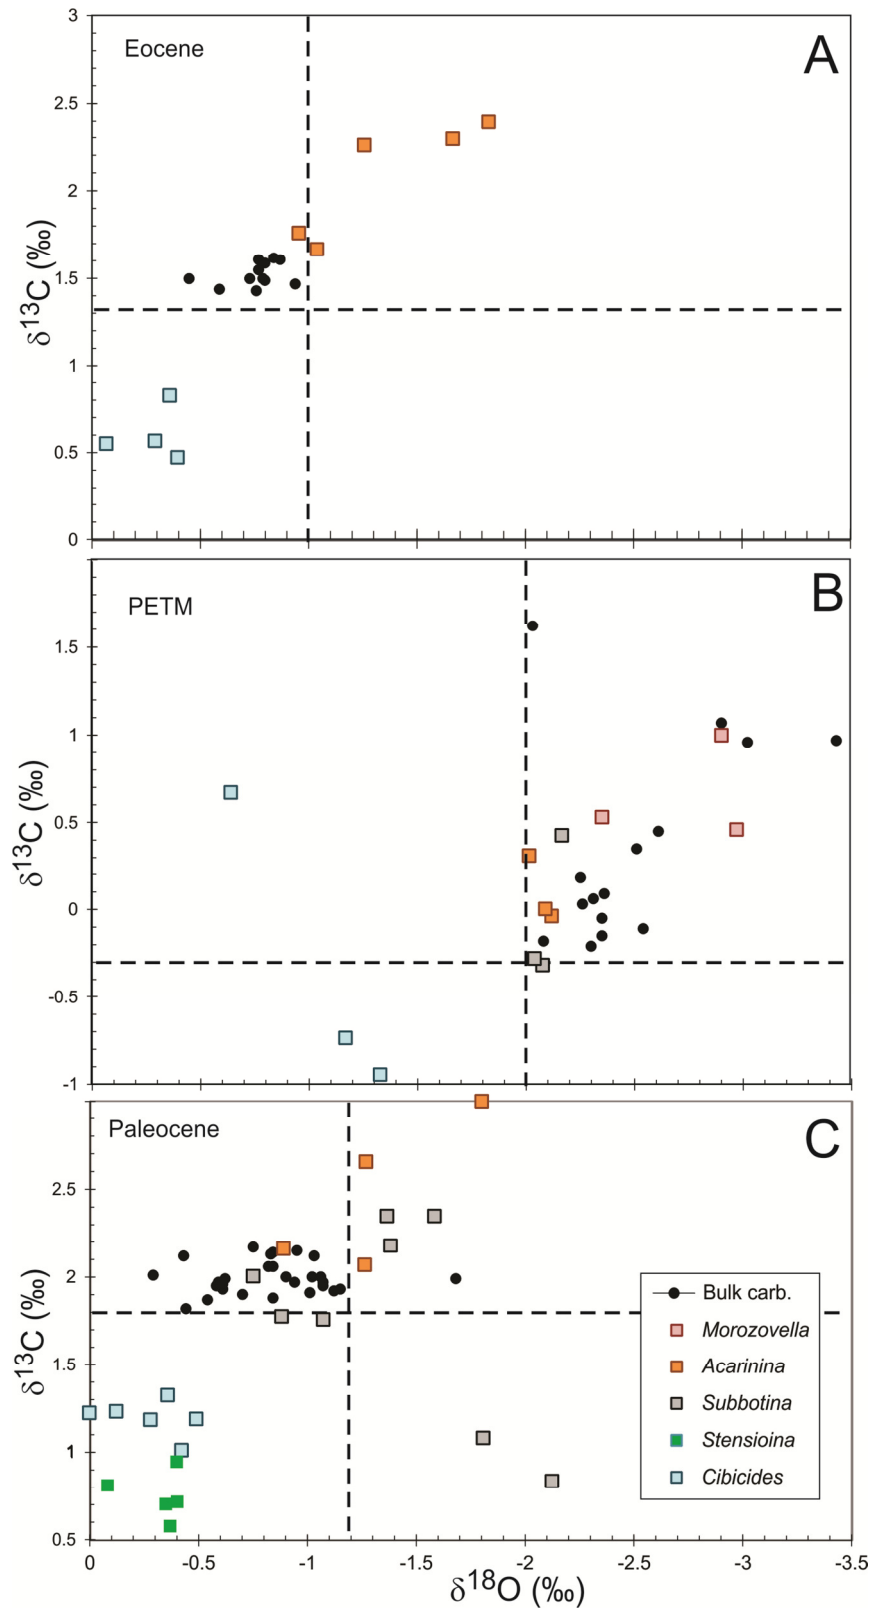 3
Eocene
A
2.5
2
1.5
1
0.5
0
δ13C (‰)
PETM
B
1.5
1
0.5
0
-0.5
-1
δ13C (‰)
Paleocene
C
2.5
2
1.5
1
0.5
δ13C (‰)
Bulk carb.
Morozovella
Acarinina
Subbotina
Stensioina
Cibicides
0 -0.5 -1 -1.5 -2 -2.5 -3 -3.5
δ18O (‰)